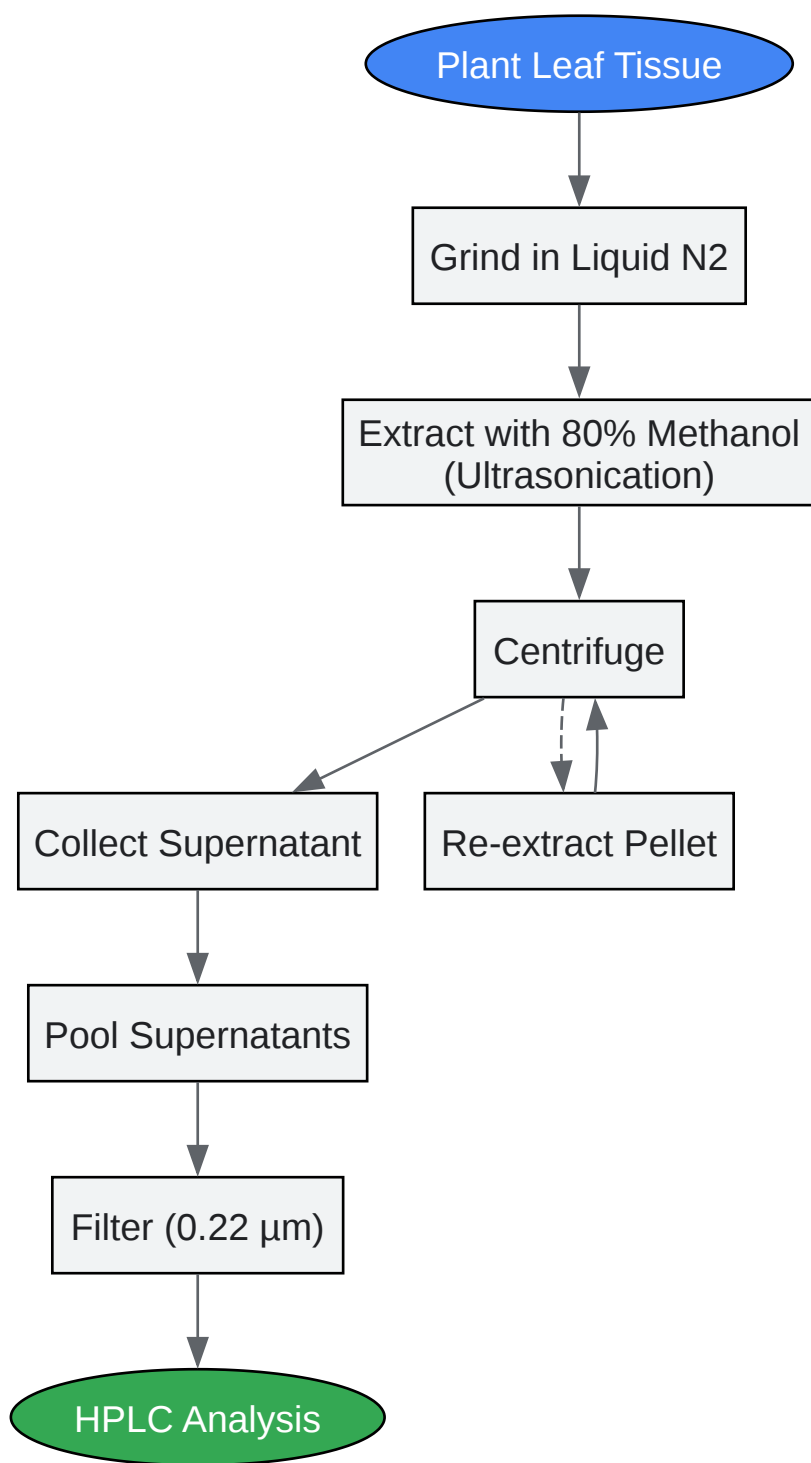 Plant Leaf Tissue
Grind in Liquid N2
Extract with 80% Methanol
(Ultrasonication)
Centrifuge
Collect Supernatant
Re-extract Pellet
Pool Supernatants
Filter (0.22 µm)
HPLC Analysis